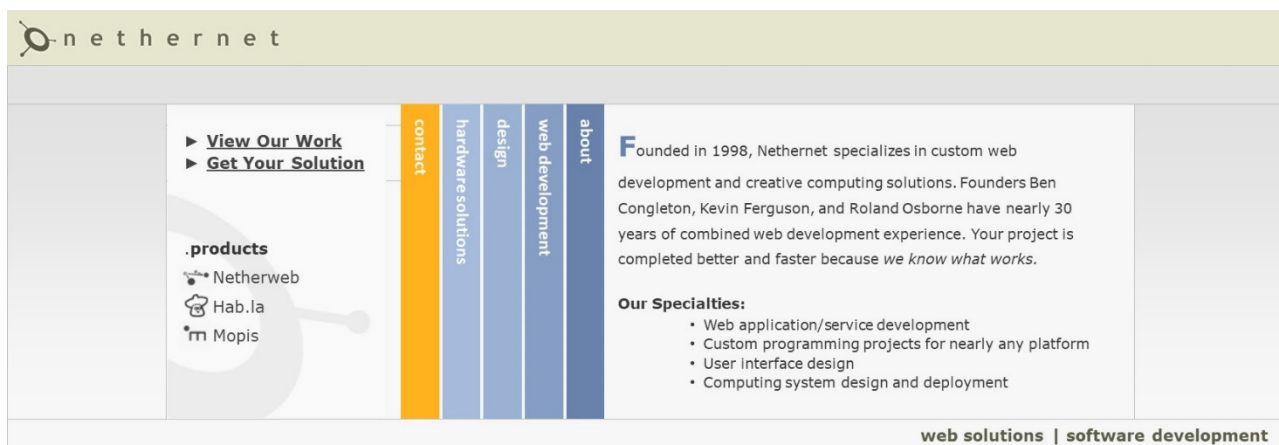 nethernet
► View Our Work
► Get Your Solution
.products
Netherweb
Hab.la
Mopis
contact
hardware solutions
design
web development
about
Founded in 1998, Nethernet specializes in custom web
development and creative computing solutions. Founders Ben
Congleton, Kevin Ferguson, and Roland Osborne have nearly 30
years of combined web development experience. Your project is
completed better and faster because we know what works.
Our Specialties:
• Web application/service development
• Custom programming projects for nearly any platform
• User interface design
• Computing system design and deployment
web solutions | software development